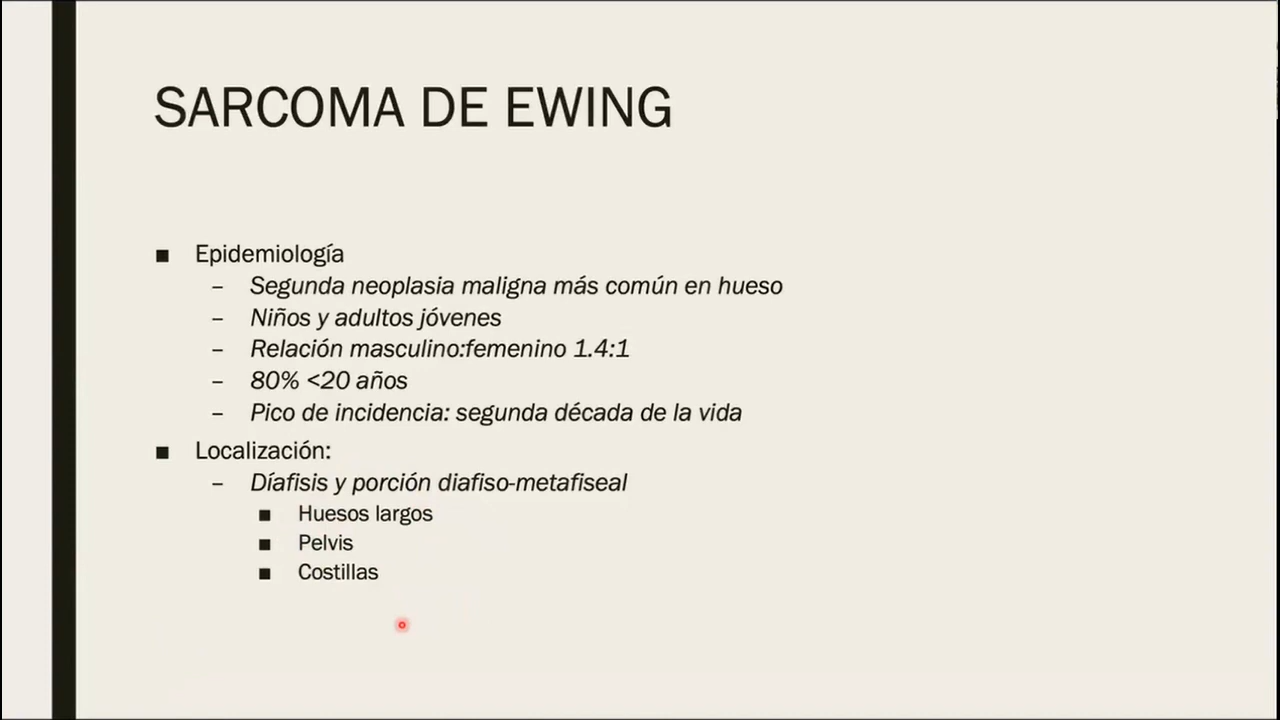 SARCOMA DE EWING
■ Epidemiología
– Segunda neoplasia maligna más común en hueso
– Niños y adultos jóvenes
– Relación masculino:femenino 1.4:1
– 80% <20 años
– Pico de incidencia: segunda década de la vida
■ Localización:
– Díafisis y porción diafiso-metafiseal
■ Huesos largos
■ Pelvis
■ Costillas